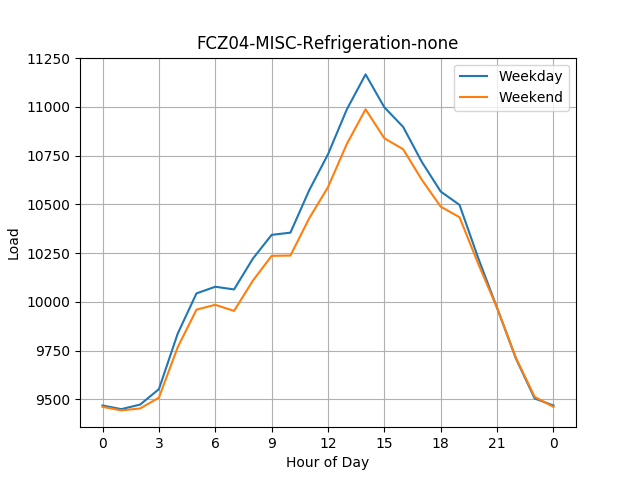 FCZ04-MISC-Refrigeration-none
11250
11000
10750
10500
10250
10000
9750
9500
Load
Weekday
Weekend
0 3 6 9 12 15 18 21 0
Hour of Day